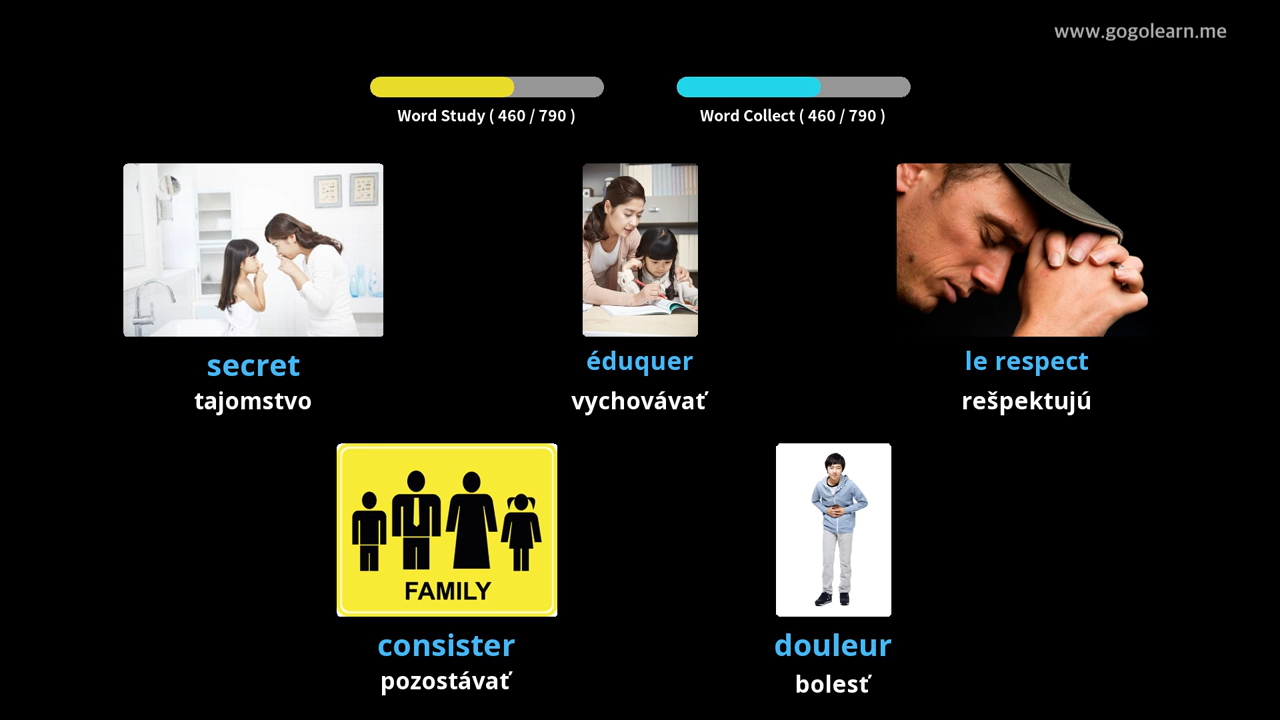 www.gogolearn.me
Word Study ( 460 / 790 )
Word Collect ( 460 / 790 )
secret
tajomstvo
éduquer
vychovávať
le respect
rešpektujú
FAMILY
consister
pozostávať
douleur
bolesť